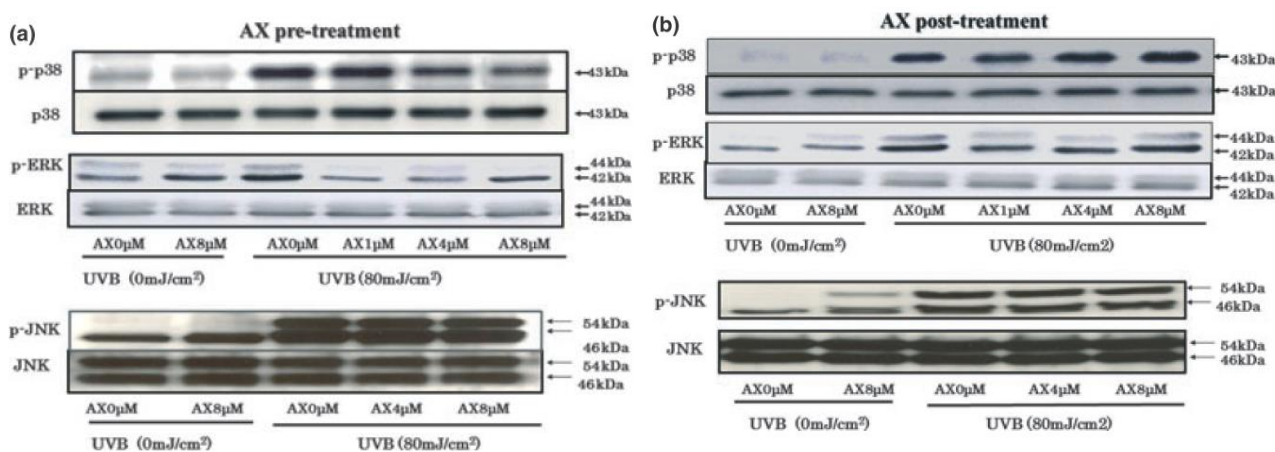 (a)
AX pre-treatment
p-p38
43kDa
p38
43kDa
p-ERK
44kDa
42kDa
ERK
44kDa
42kDa
AX0μM AX8μM AX0μM AX1μM AX4μM AX8μM
UVB (0mJ/cm²) UVB (80mJ/cm²)
p-JNK
54kDa
46kDa
JNK
54kDa
46kDa
AX0μM AX8μM AX0μM AX4μM AX8μM
UVB (0mJ/cm²) UVB (80mJ/cm²)
(b)
AX post-treatment
p-p38
43kDa
p38
43kDa
p-ERK
44kDa
42kDa
ERK
44kDa
42kDa
AX0μM AX8μM AX0μM AX1μM AX4μM AX8μM
UVB (0mJ/cm²) UVB (80mJ/cm2)
p-JNK
54kDa
46kDa
JNK
54kDa
46kDa
AX0μM AX8μM AX0μM AX4μM AX8μM
UVB (0mJ/cm²) UVB (80mJ/cm2)